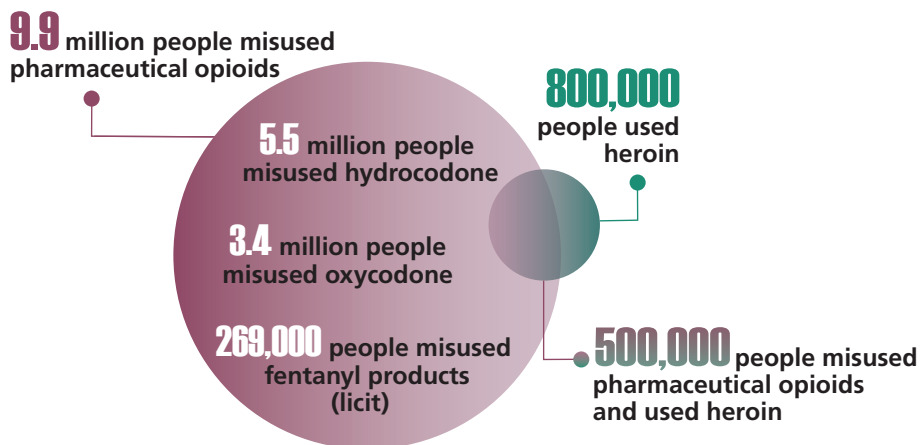 9.9 million people misused
pharmaceutical opioids
5.5 million people
misused hydrocodone
3.4 million people
misused oxycodone
269,000 people misused
fentanyl products
(licit)
800,000
people used
heroin
500,000 people misused
pharmaceutical opioids
and used heroin